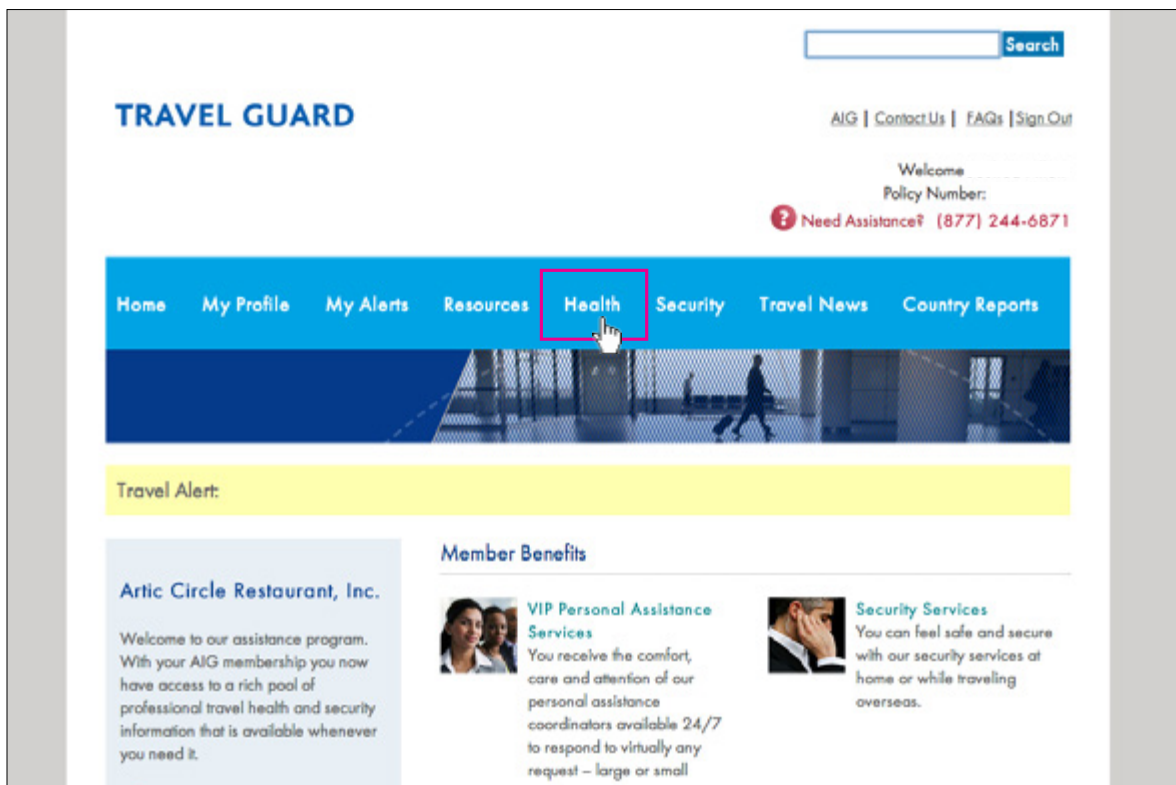 Search
TRAVEL GUARD
AIG | Contact Us | FAQs | Sign Out
Welcome
Policy Number:
? Need Assistance? (877) 244-6871
Home My Profile My Alerts Resources Health Security Travel News Country Reports
Travel Alert:
Artic Circle Restaurant, Inc.
Welcome to our assistance program.
With your AIG membership you now
have access to a rich pool of
professional travel health and security
information that is available whenever
you need it.
Member Benefits
VIP Personal Assistance
Services
You receive the comfort,
care and attention of our
personal assistance
coordinators available 24/7
to respond to virtually any
request – large or small
Security Services
You can feel safe and secure
with our security services at
home or while traveling
overseas.